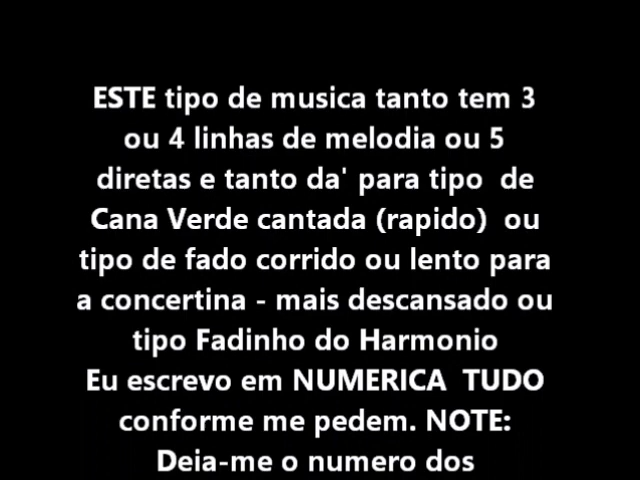 ESTE tipo de musica tanto tem 3
ou 4 linhas de melodia ou 5
diretas e tanto da' para tipo de
Cana Verde cantada (rapido) ou
tipo de fado corrido ou lento para
a concertina - mais descansado ou
tipo Fadinho do Harmonio
Eu escrevo em NUMERICA TUDO
conforme me pedem. NOTE:
Deia-me o numero dos